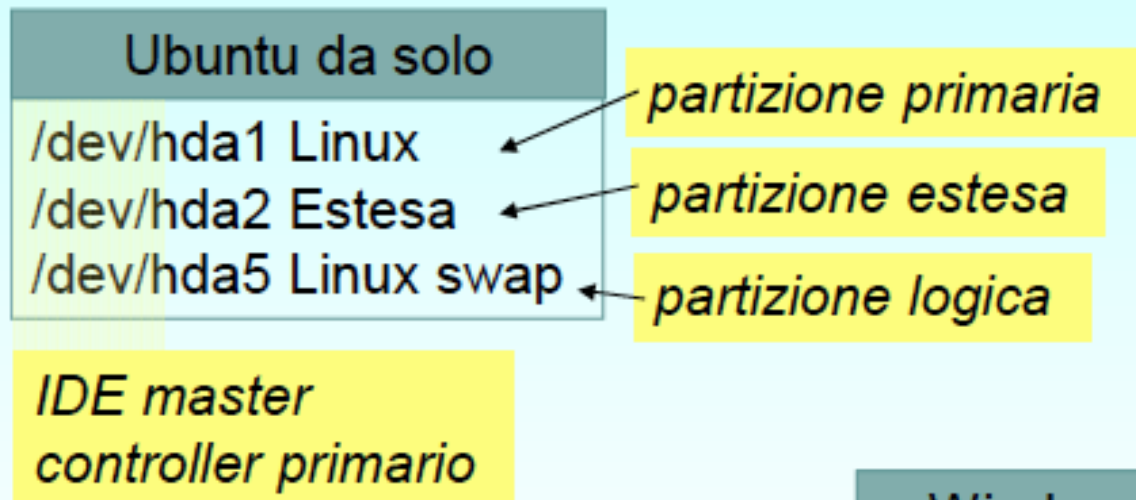 Ubuntu da solo
/dev/hda1 Linux
/dev/hda2 Estesa
/dev/hda5 Linux swap
partizione primaria
partizione estesa
partizione logica
IDE master
controller primario